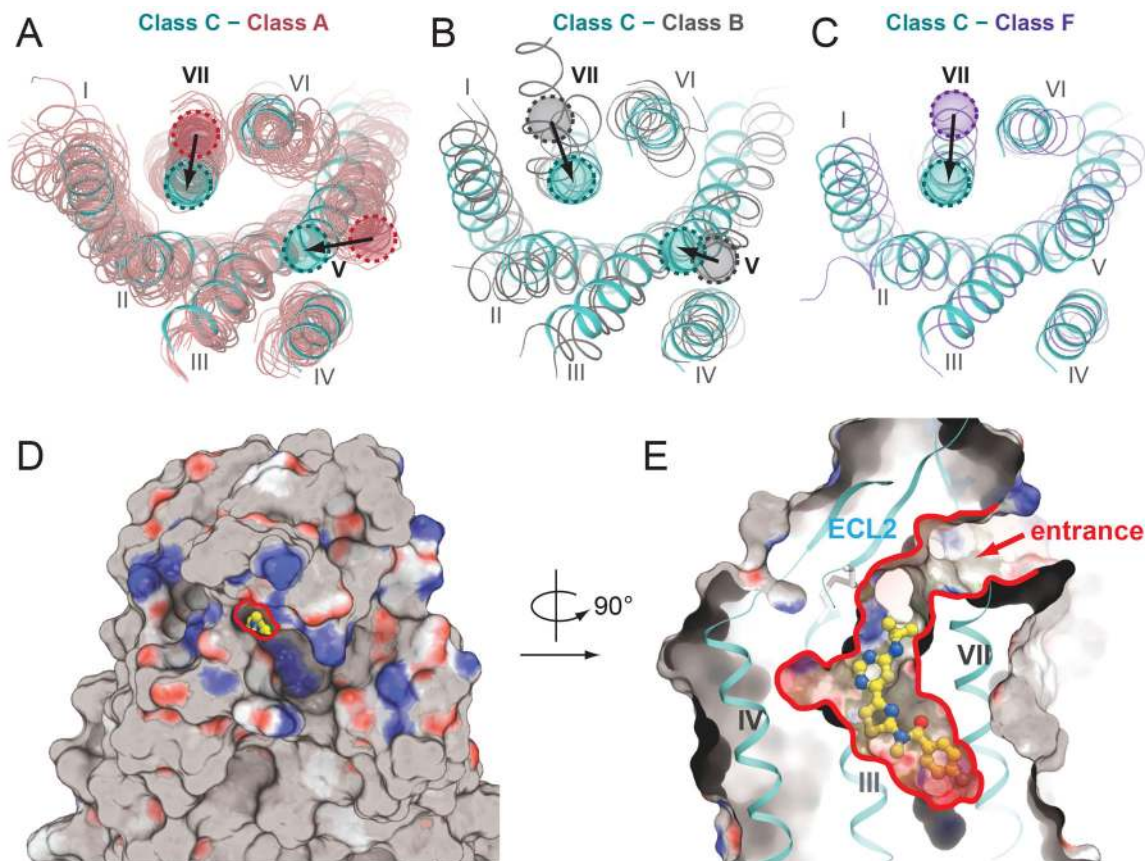 A
Class C – Class A
I
VII
VI
II
III
IV
V
B
Class C – Class B
I
VII
VI
II
III
IV
V
C
Class C – Class F
I
VII
VI
II
III
IV
V
D
90°
E
ECL2
entrance
VII
IV
III